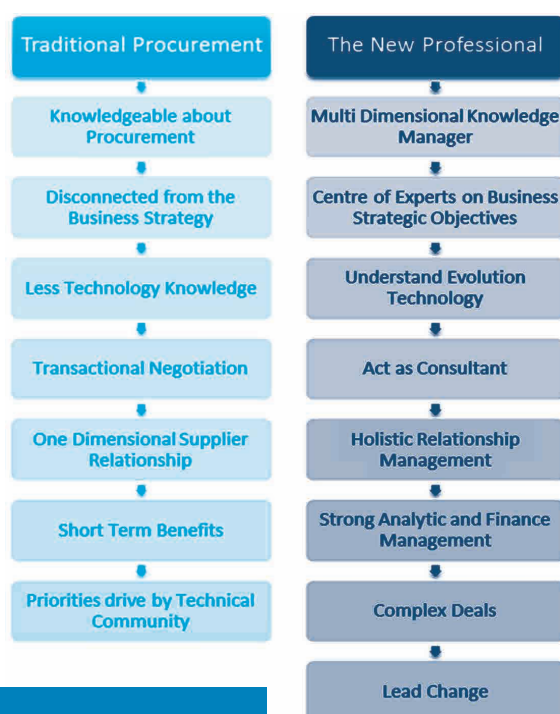 Traditional Procurement
Knowledgeable about
Procurement
Disconnected from the
Business Strategy
Less Technology Knowledge
Transactional Negotiation
One Dimensional Supplier
Relationship
Short Term Benefits
Priorities drive by Technical
Community
The New Professional
Multi Dimensional Knowledge
Manager
Centre of Experts on Business
Strategic Objectives
Understand Evolution
Technology
Act as Consultant
Holistic Relationship
Management
Strong Analytic and Finance
Management
Complex Deals
Lead Change